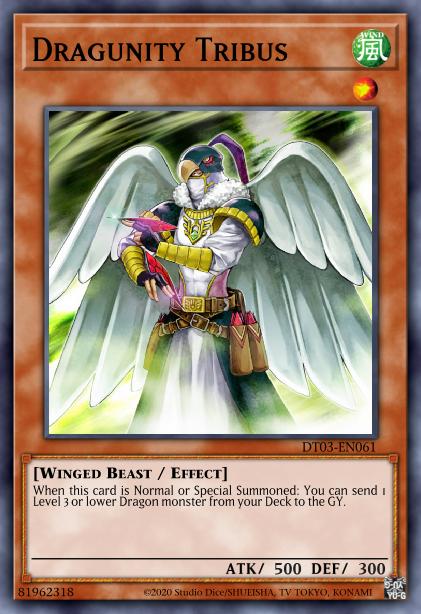 Dragunity Tribus
WIND
風
DT03-EN061
[Winged Beast / Effect]
When this card is Normal or Special Summoned: You can send 1
Level 3 or lower Dragon monster from your Deck to the GY.
ATK/ 500 DEF/ 300
81962318
©2020 Studio Dice/SHUEISHA, TV TOKYO, KONAMI